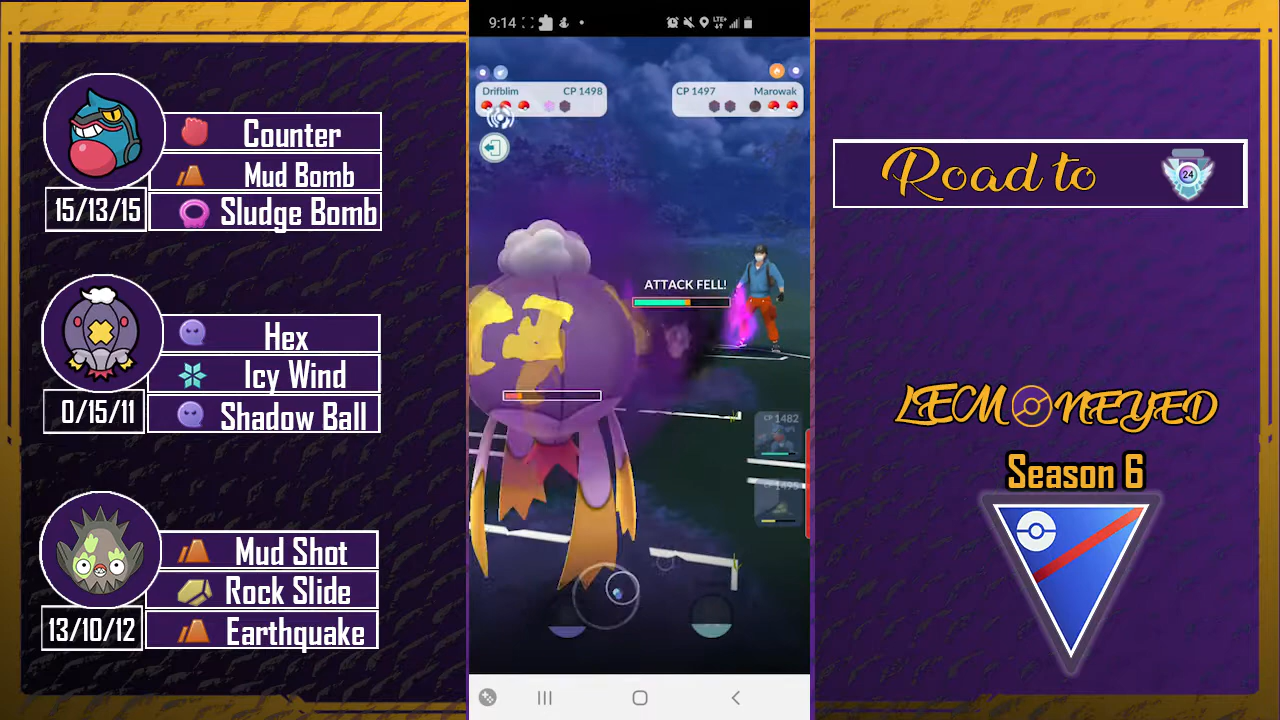 9:14
LTE+
Drifblim CP 1498
CP 1497 Marowak
ATTACK FELL!
CP 1482
Counter
Mud Bomb
Sludge Bomb
15/13/15
Hex
Icy Wind
Shadow Ball
0/15/11
Mud Shot
Rock Slide
Earthquake
13/10/12
Road to
24
LECMONEYED
Season 6